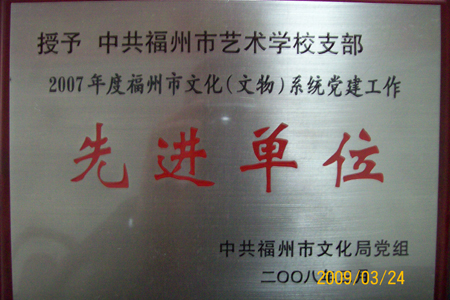 授予 中共福州市艺术学校支部
2007年度福州市文化(文物)系统党建工作
先进单位
中共福州市文化局党组
二〇〇八年 月
2009/03/24